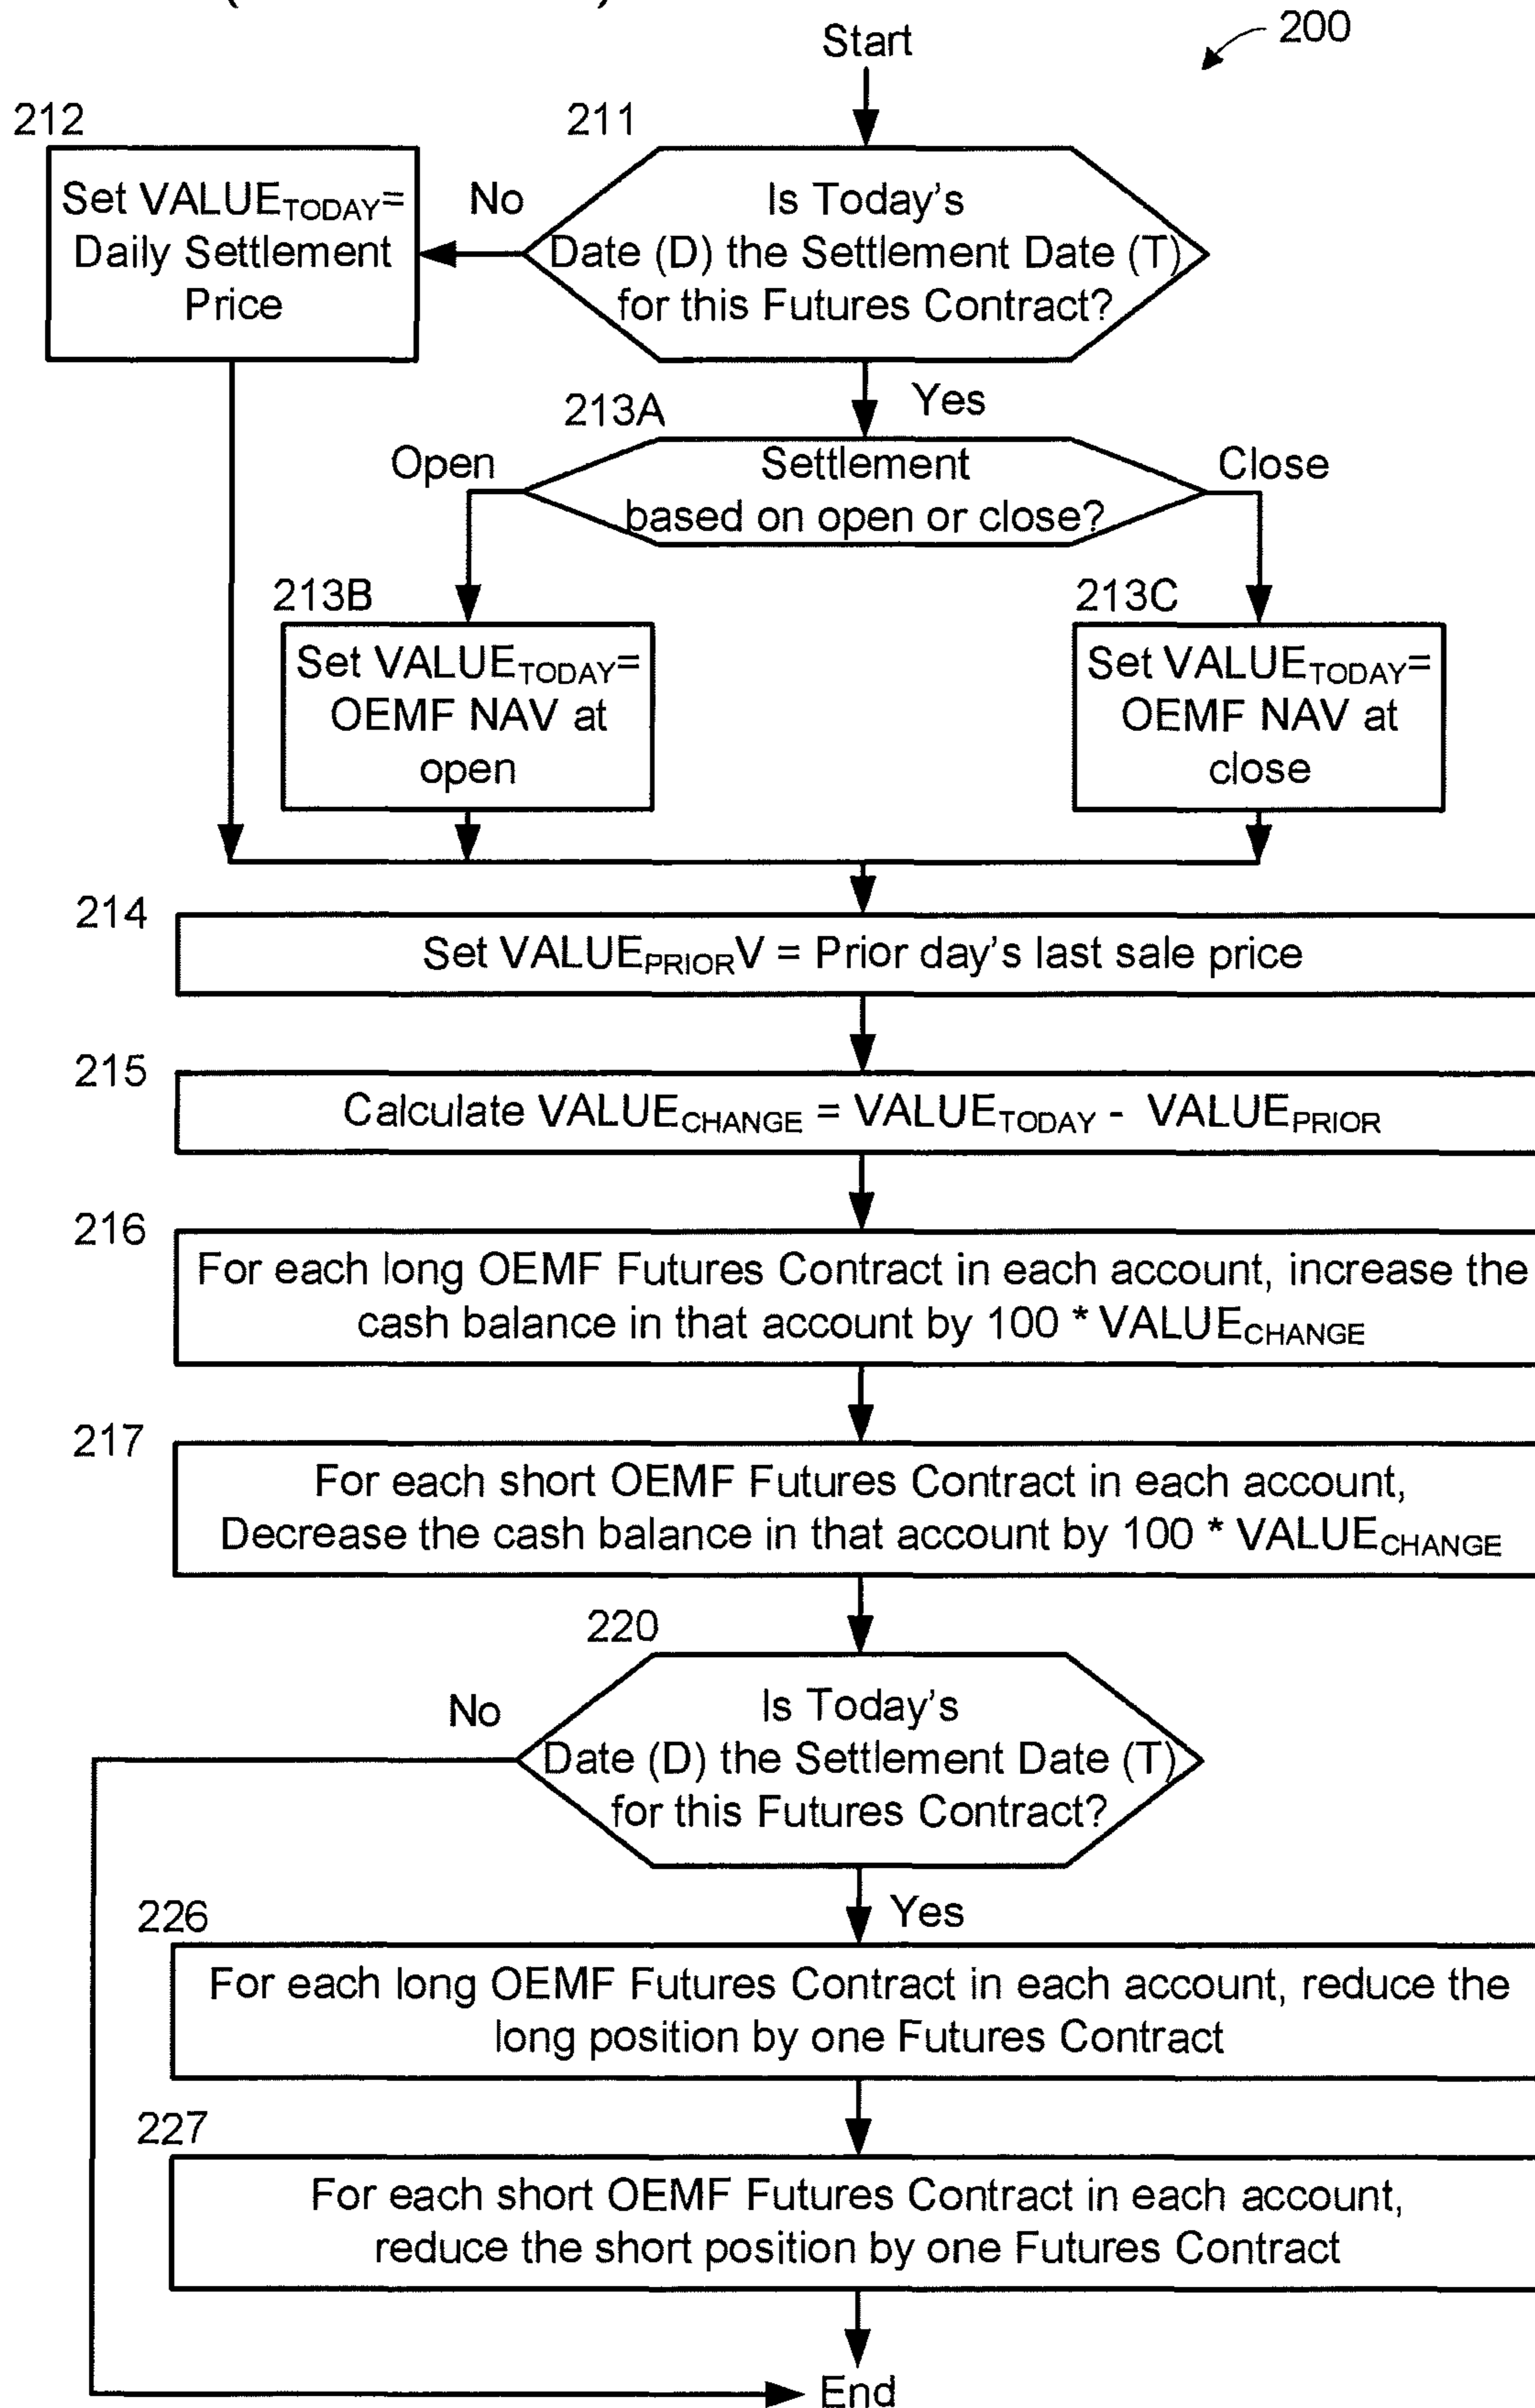 200
Start
212
211
Set VALUETODAY=
Daily Settlement
Price
No
Is Today's
Date (D) the Settlement Date (T)
for this Futures Contract?
Yes
213A
Open
Settlement
based on open or close?
Close
213B
Set VALUETODAY=
OEMF NAV at
open
213C
Set VALUETODAY=
OEMF NAV at
close
214
Set VALUEPRIORV = Prior day's last sale price
215
Calculate VALUECHANGE = VALUETODAY - VALUEPRIOR
216
For each long OEMF Futures Contract in each account, increase the
cash balance in that account by 100 * VALUECHANGE
217
For each short OEMF Futures Contract in each account,
Decrease the cash balance in that account by 100 * VALUECHANGE
220
No
Is Today's
Date (D) the Settlement Date (T)
for this Futures Contract?
Yes
226
For each long OEMF Futures Contract in each account, reduce the
long position by one Futures Contract
227
For each short OEMF Futures Contract in each account,
reduce the short position by one Futures Contract
End